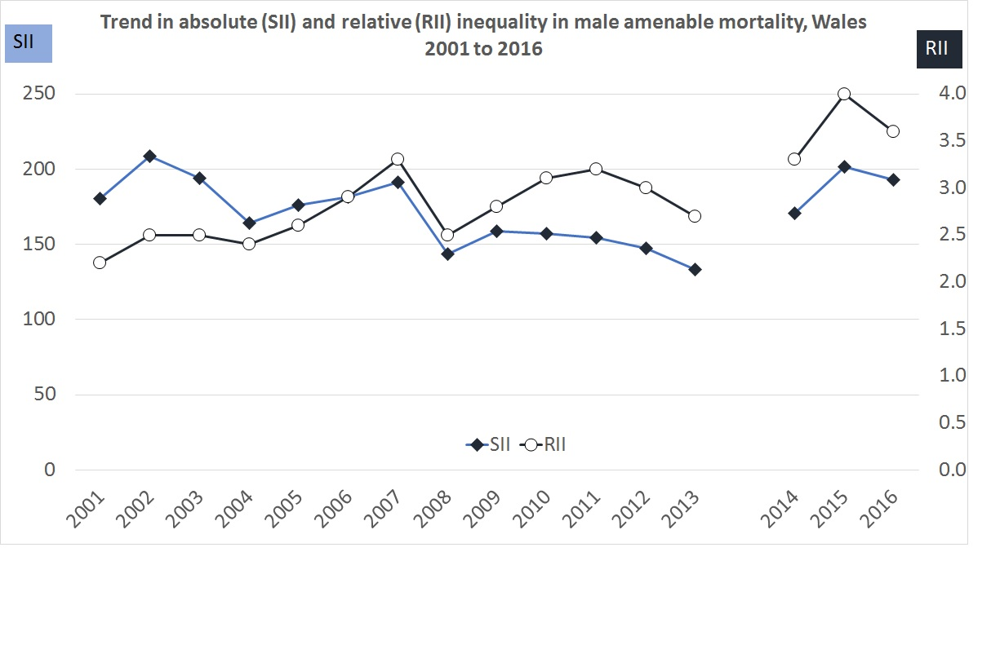 Trend in absolute (SII) and relative (RII) inequality in male amenable mortality, Wales
2001 to 2016
SII
RII
250
200
150
100
50
0
4.0
3.5
3.0
2.5
2.0
1.5
1.0
0.5
0.0
SII RII
2001 2002 2003 2004 2005 2006 2007 2008 2009 2010 2011 2012 2013 2014 2015 2016